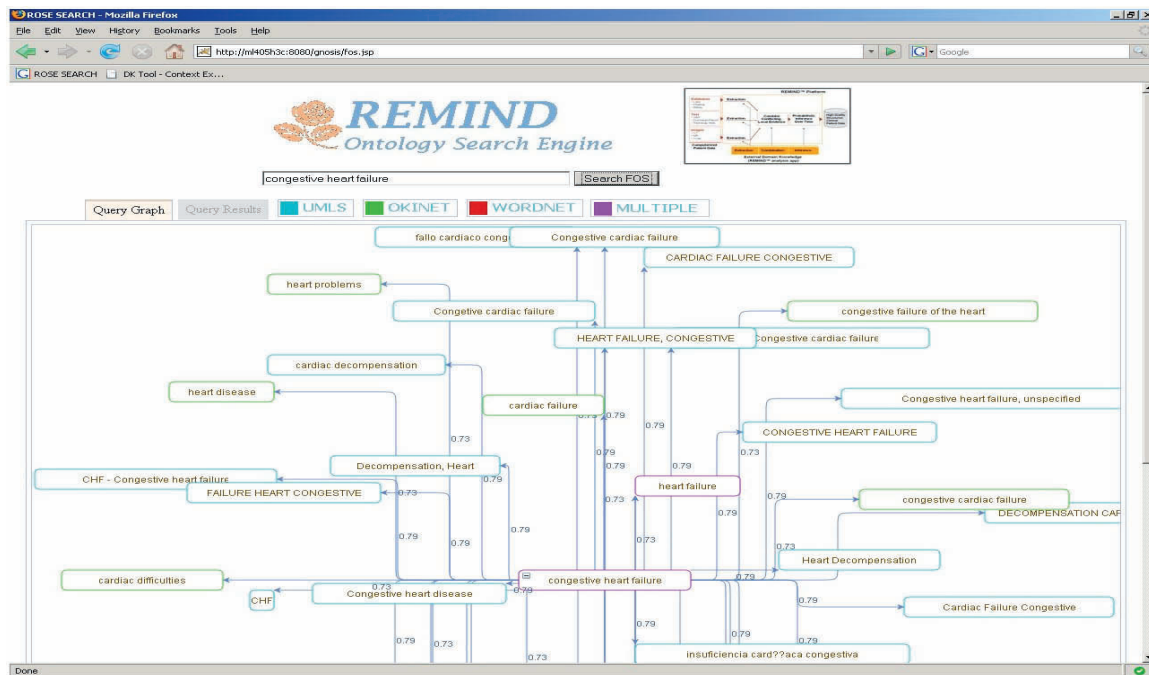 ROSE SEARCH - Mozilla Firefox
File Edit View History Bookmarks Tools Help
http://ml405h3c:8080/gnosis/fos.jsp
Google
ROSE SEARCH DK Tool - Context Ex...
REMIND
Ontology Search Engine
REMIND™ Platform
congestive heart failure Search FOS
Query Graph Query Results UMLS OKINET WORDNET MULTIPLE
fallo cardiaco cong Congestive cardiac failure
CARDIAC FAILURE CONGESTIVE
heart problems
Congetive cardiac failure congestive failure of the heart
HEART FAILURE, CONGESTIVE Congestive cardiac failure
cardiac decompensation
heart disease Congestive heart failure, unspecified
cardiac failure
0.79 0.79
0.73 0.79
CONGESTIVE HEART FAILURE
0.73 0.79 0.73
Decompensation, Heart 0.79 0.79
CHF - Congestive heart failure 0.79
FAILURE HEART CONGESTIVE 0.73 heart failure 0.79
0.73 congestive cardiac failure
DECOMPENSATION CAR
0.79 0.79 0.79 0.73 0.73
Heart Decompensation
cardiac difficulties congestive heart failure 0.79
0.73 0.79
CHF Congestive heart disease Cardiac Failure Congestive
0.79 0.79
0.79 0.79 0.79
0.73 insuficiencia card??aca congestiva
Done